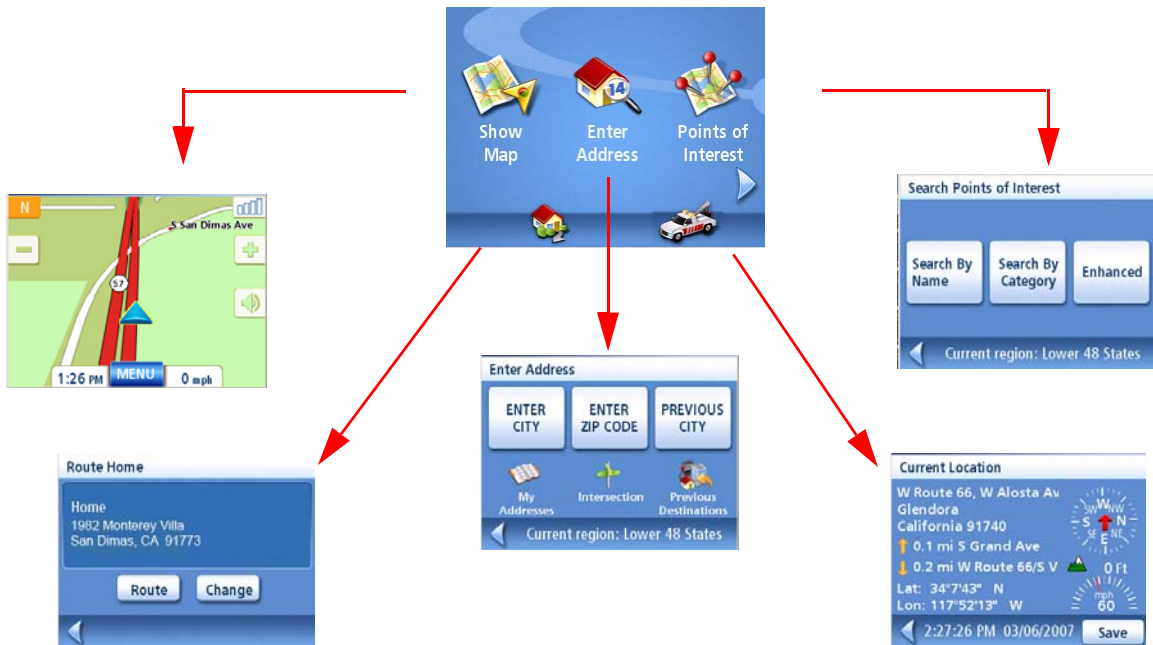 14
Show
Map
Enter
Address
Points of
Interest
N
S San Dimas Ave
57
1:26 PM
MENU
0 mph
Search Points of Interest
Search By
Name
Search By
Category
Enhanced
Current region: Lower 48 States
Enter Address
ENTER
CITY
ENTER
ZIP CODE
PREVIOUS
CITY
My
Addresses
Intersection
Previous
Destinations
Current region: Lower 48 States
Route Home
Home
1982 Monterey Villa
San Dimas, CA 91773
Route
Change
Current Location
W Route 66, W Alosta Av
Glendora
California 91740
0.1 mi S Grand Ave
0.2 mi W Route 66/S V
Lat: 34°7'43" N
Lon: 117°52'13" W
SW W NW
S N
SE E NE
0 Ft
mph
60
2:27:26 PM 03/06/2007
Save